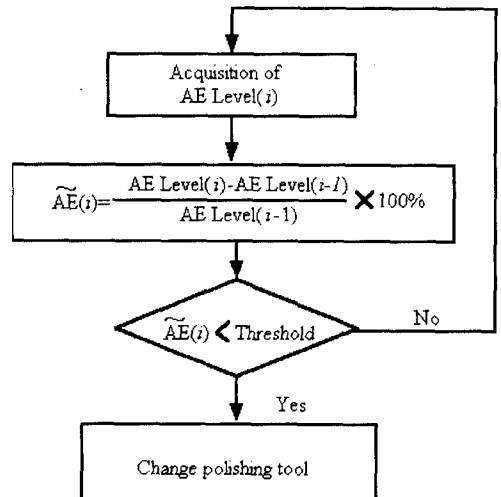 Acquisition of
AE Level(i)
ÃE(i)= AE Level(i)-AE Level(i-1) / AE Level(i-1) × 100%
ÃE(i) < Threshold
No
Yes
Change polishing tool